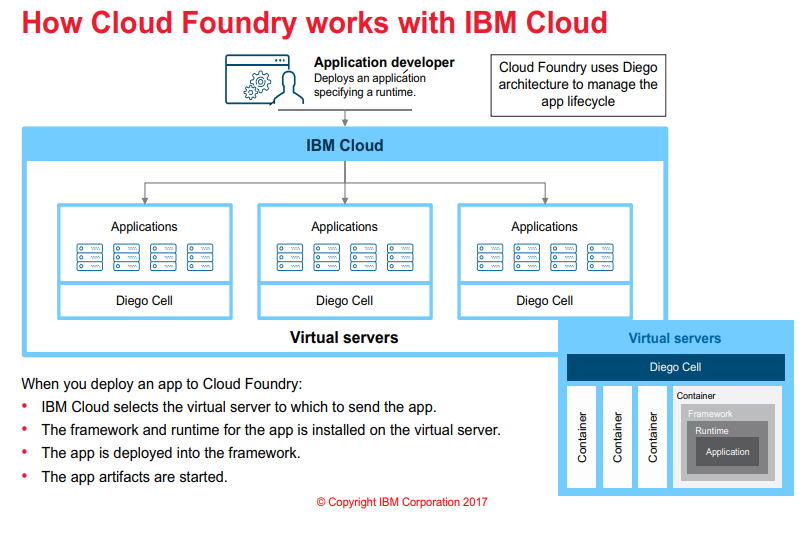 How Cloud Foundry works with IBM Cloud
Application developer
Deploys an application
specifying a runtime.
Cloud Foundry uses Diego
architecture to manage the
app lifecycle
IBM Cloud
Applications
Applications
Applications
Diego Cell
Diego Cell
Diego Cell
Virtual servers
When you deploy an app to Cloud Foundry:
• IBM Cloud selects the virtual server to which to send the app.
• The framework and runtime for the app is installed on the virtual server.
• The app is deployed into the framework.
• The app artifacts are started.
Virtual servers
Diego Cell
Container
Container
Container
Container
Framework
Runtime
Application
© Copyright IBM Corporation 2017